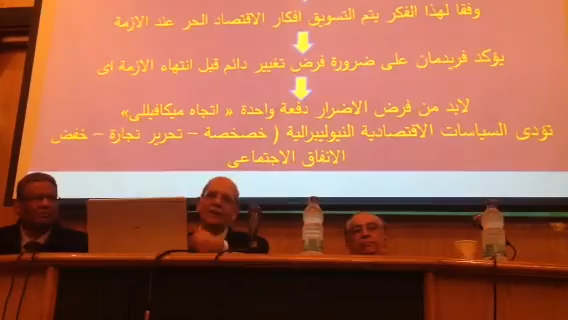 وفقا لهذا الفكر يتم التسويق أفكار الاقتصاد الحر عند الازمة
يؤكد فريدمان على ضرورة فرض تغيير دائم قبل انتهاء الازمة اى
لابد من فرض الاضرار دفعة واحدة « اتجاه ميكافيللى»
تؤدى السياسات الاقتصادية النيوليبرالية ( خصخصة – تحرير تجارة – خفض
الاتفاق الاجتماعى